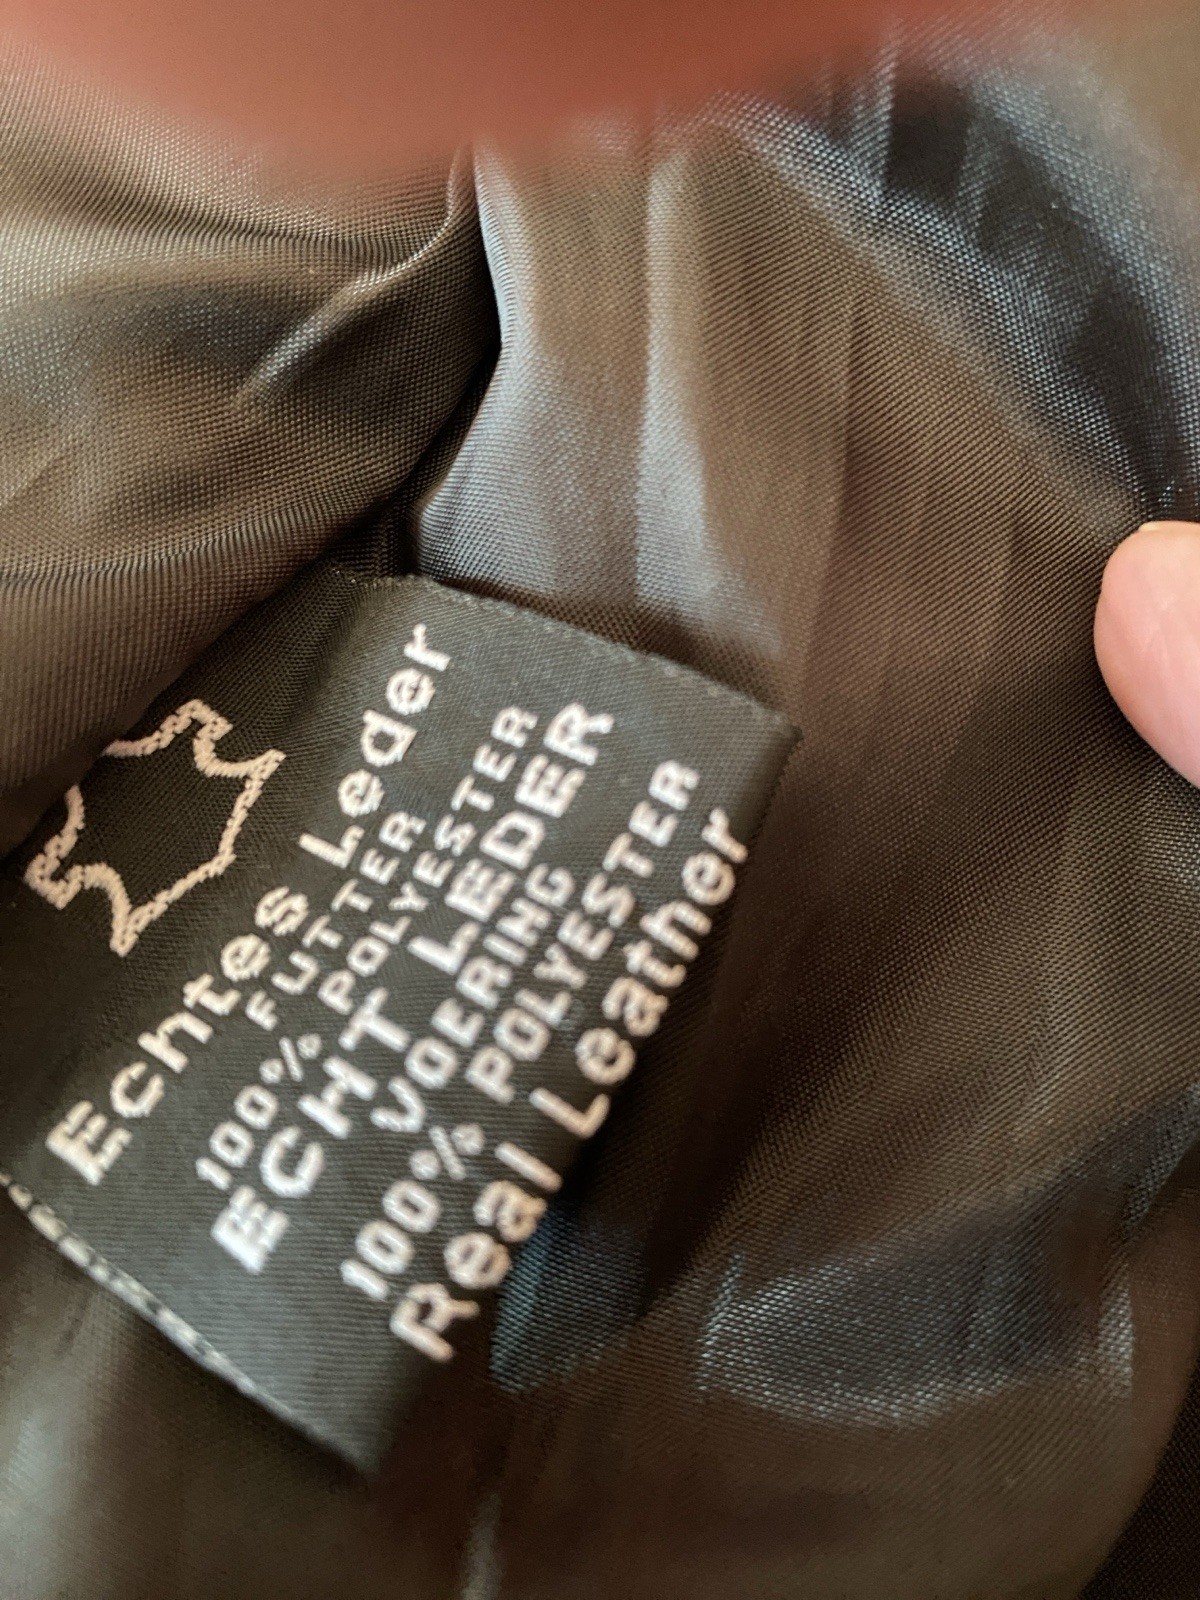 Echtes Leder
FUTTER
100% POLYESTER
ECHT LEDER
VOERING
100% POLYESTER
Real Leather